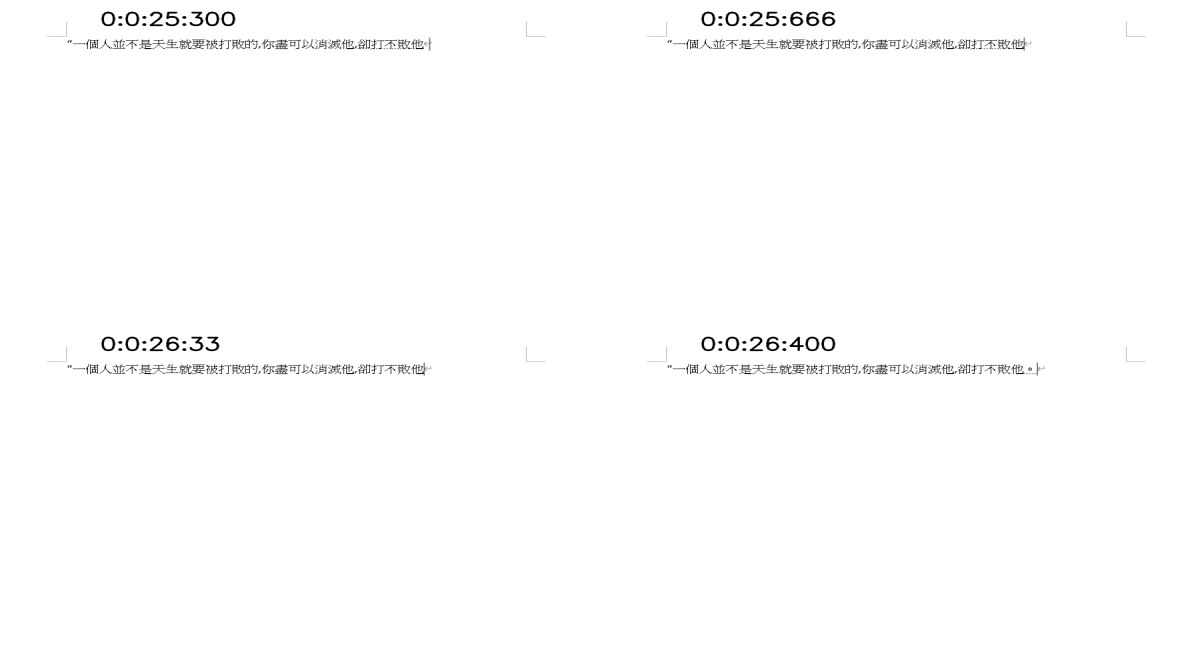 0:0:25:300
“一個人並不是天生就要被打敗的,你盡可以消滅他,卻打不敗他
0:0:25:666
“一個人並不是天生就要被打敗的,你盡可以消滅他,卻打不敗他
0:0:26:33
“一個人並不是天生就要被打敗的,你盡可以消滅他,卻打不敗他
0:0:26:400
“一個人並不是天生就要被打敗的,你盡可以消滅他,卻打不敗他。